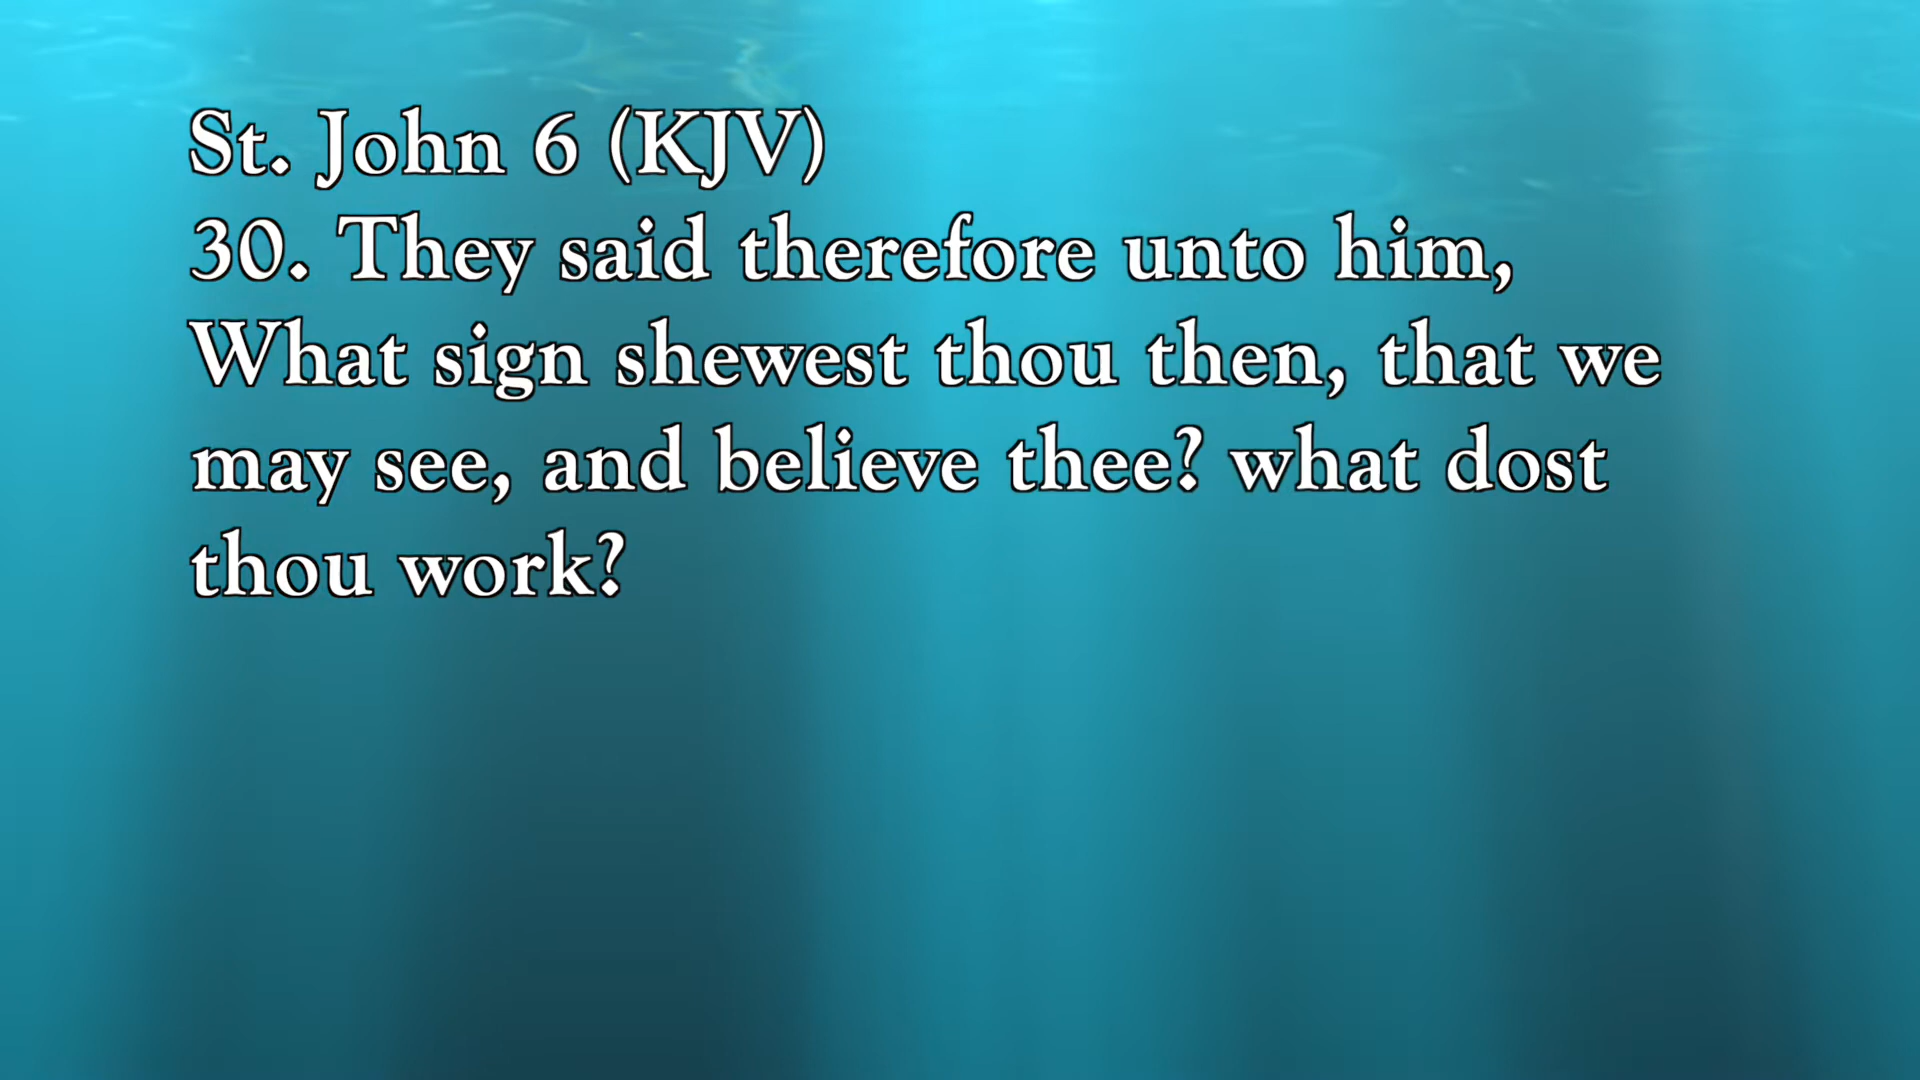 St. John 6 (KJV)
30. They said therefore unto him,
What sign shewest thou then, that we
may see, and believe thee? what dost
thou work?